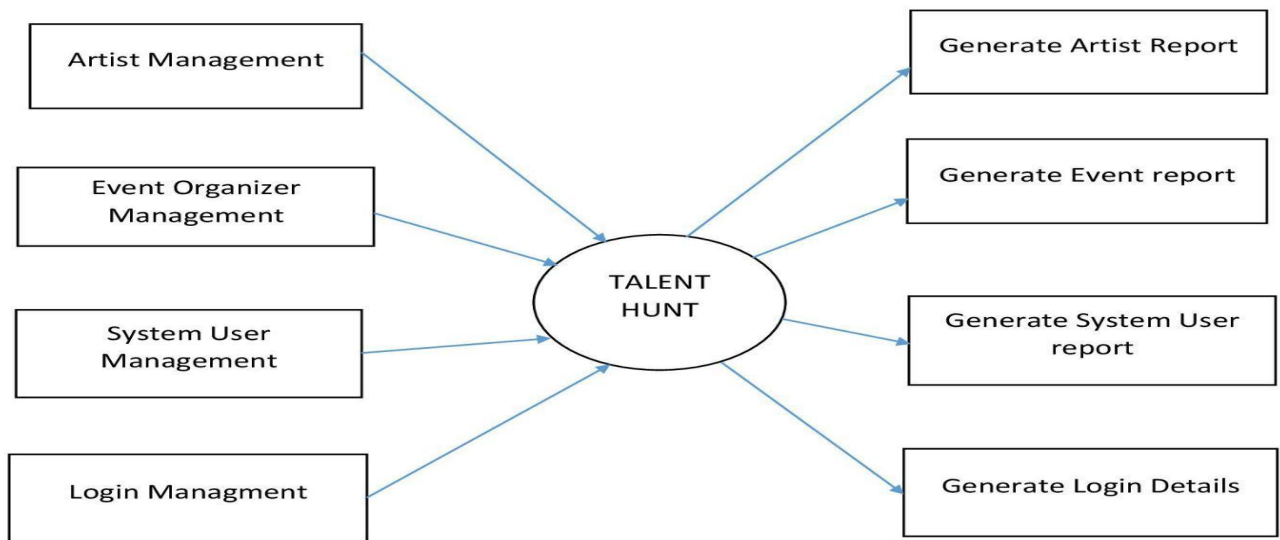 Artist Management
Generate Artist Report
Event Organizer
Management
Generate Event report
TALENT
HUNT
System User
Management
Generate System User
report
Login Managment
Generate Login Details